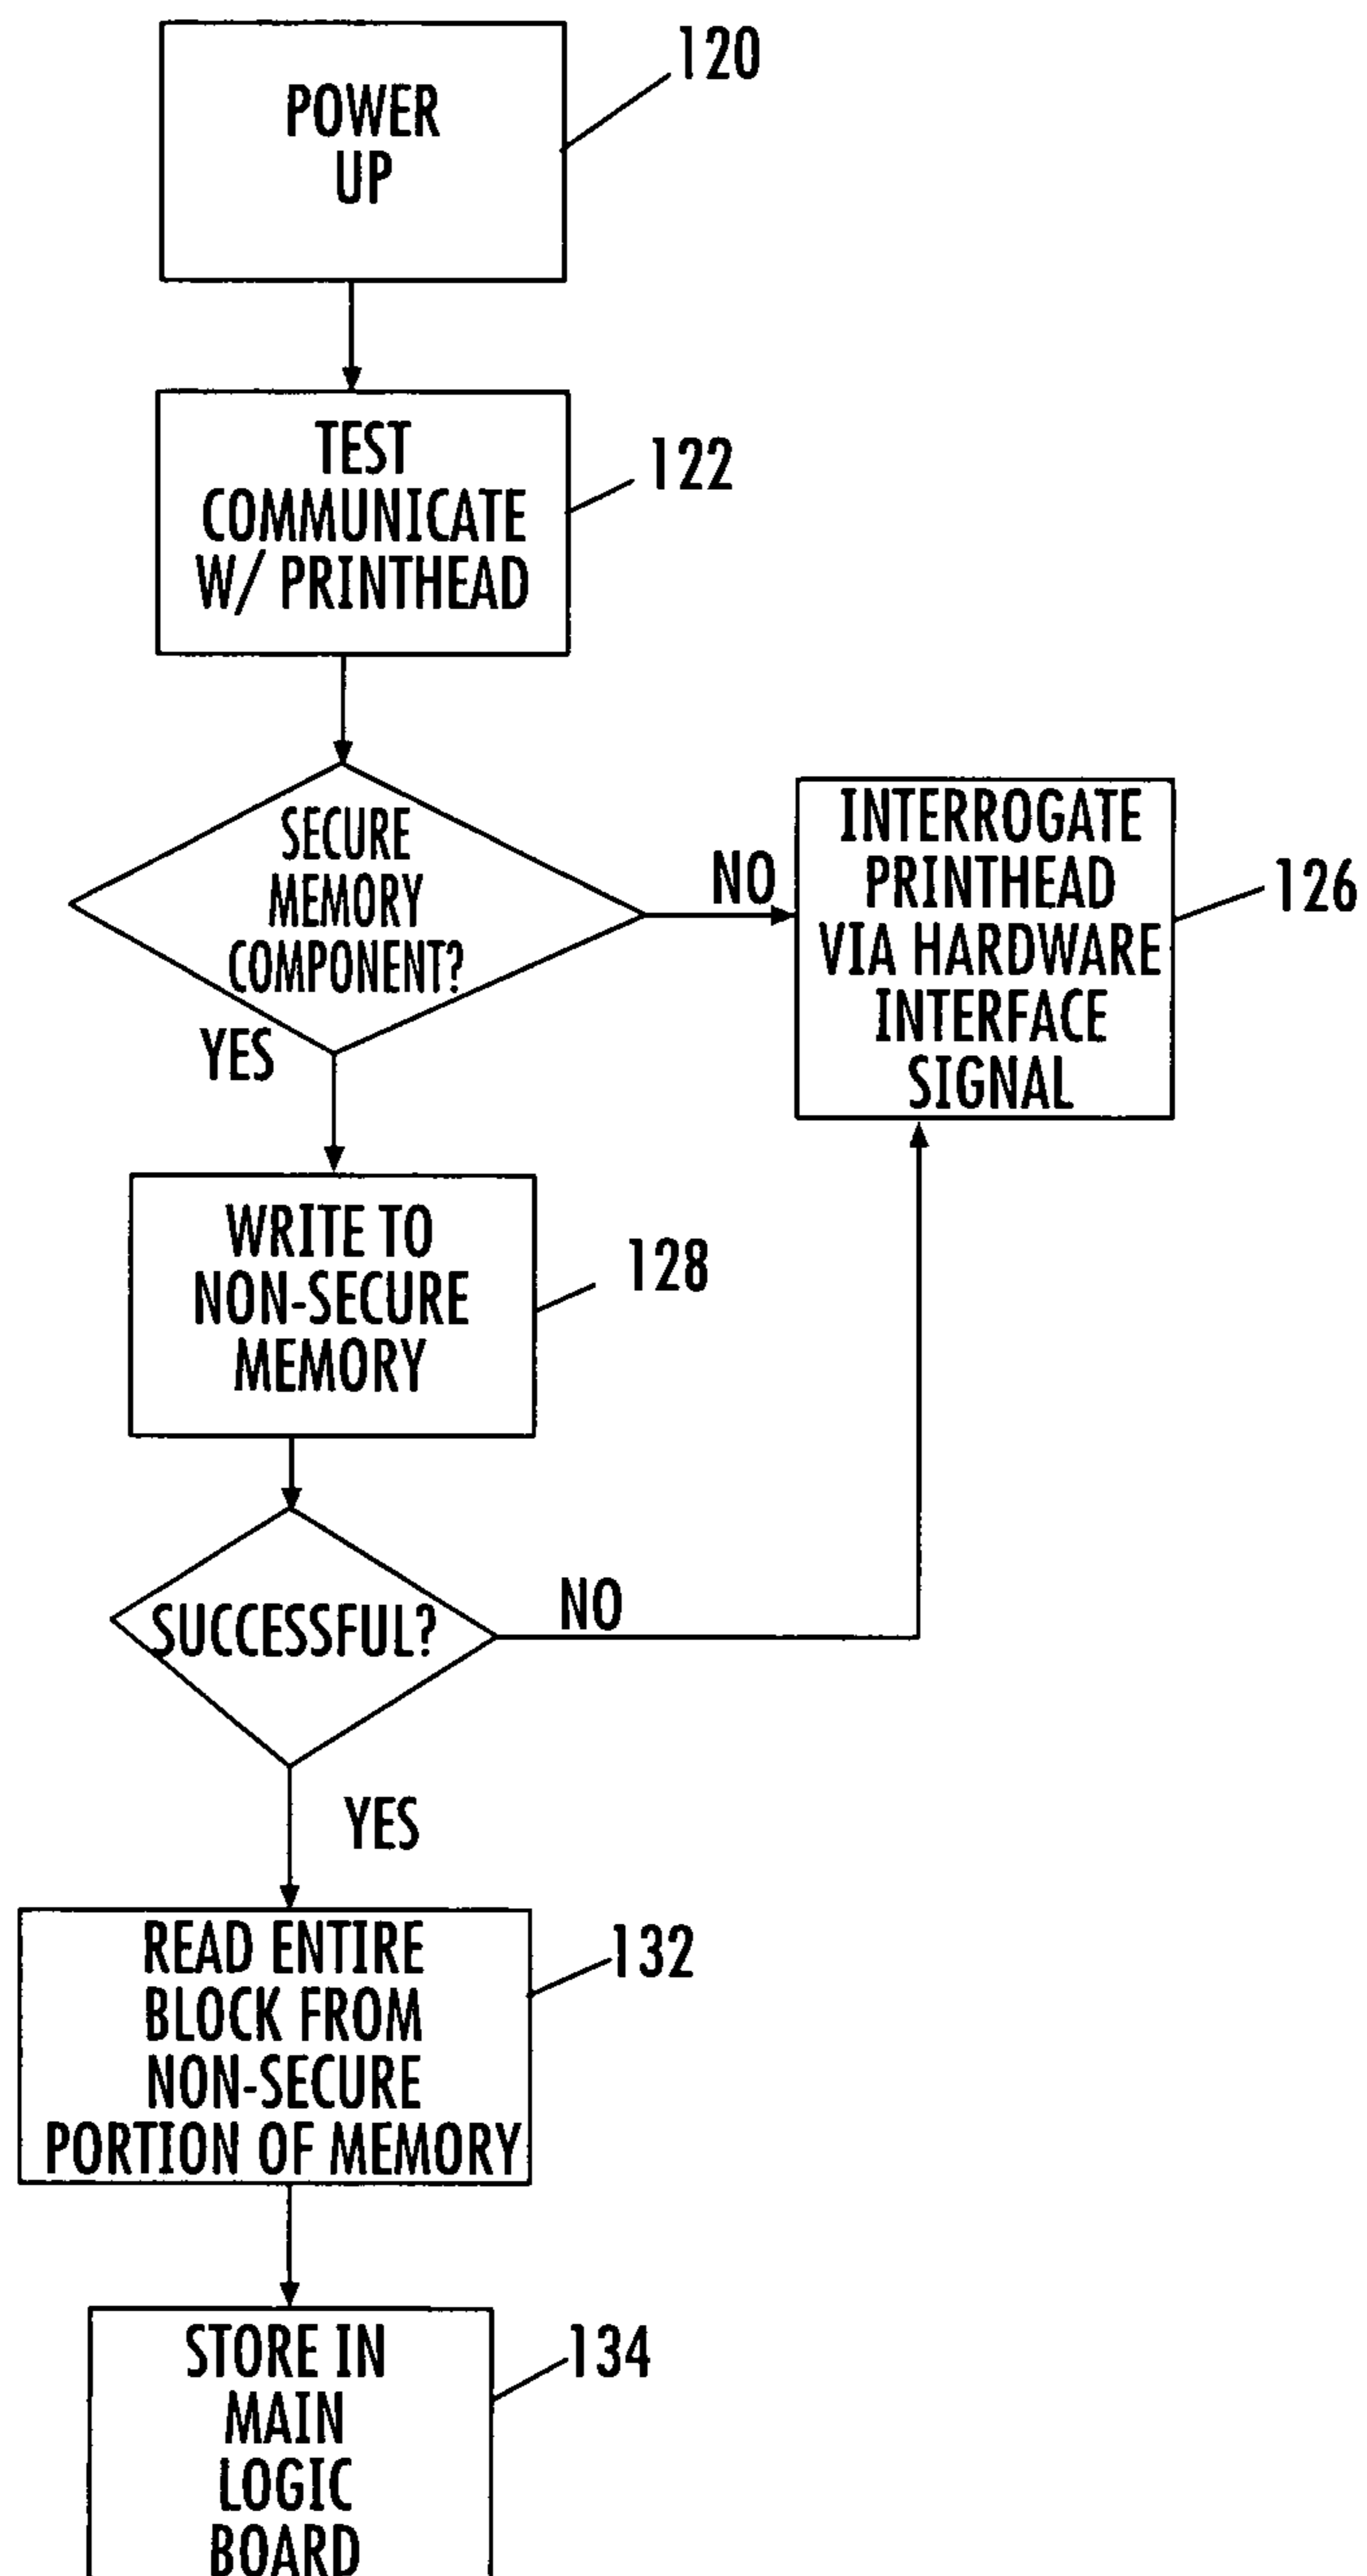 POWER
UP
120
TEST
COMMUNICATE
W/ PRINTHEAD
122
SECURE
MEMORY
COMPONENT?
NO
YES
INTERROGATE
PRINTHEAD
VIA HARDWARE
INTERFACE
SIGNAL
126
WRITE TO
NON-SECURE
MEMORY
128
SUCCESSFUL?
NO
YES
READ ENTIRE
BLOCK FROM
NON-SECURE
PORTION OF MEMORY
132
STORE IN
MAIN
LOGIC
BOARD
134